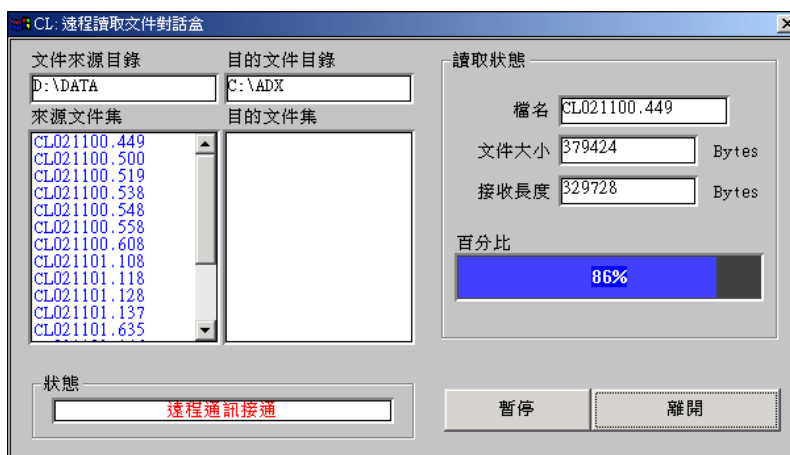 CL: 遠程讀取文件對話盒
文件來源目錄
目的文件目錄
D:\DATA
C:\ADX
來源文件集
目的文件集
CL021100.449
CL021100.500
CL021100.519
CL021100.538
CL021100.548
CL021100.558
CL021100.608
CL021101.108
CL021101.118
CL021101.128
CL021101.137
CL021101.635
讀取狀態
檔名 CL021100.449
文件大小 379424 Bytes
接收長度 329728 Bytes
百分比
86%
狀態
遠程通訊接通
暫停
離開